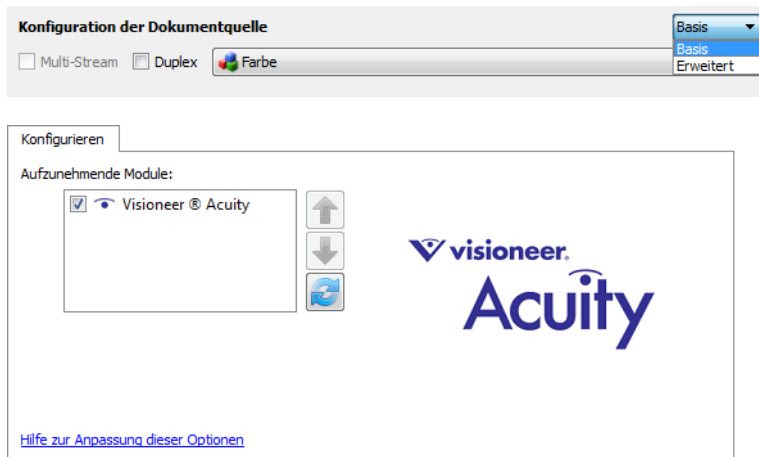 Konfiguration der Dokumentquelle
Basis
Basis
Erweitert
Multi-Stream Duplex Farbe
Konfigurieren
Aufzunehmende Module:
Visioneer ® Acuity
visioneer.
Acuity
Hilfe zur Anpassung dieser Optionen